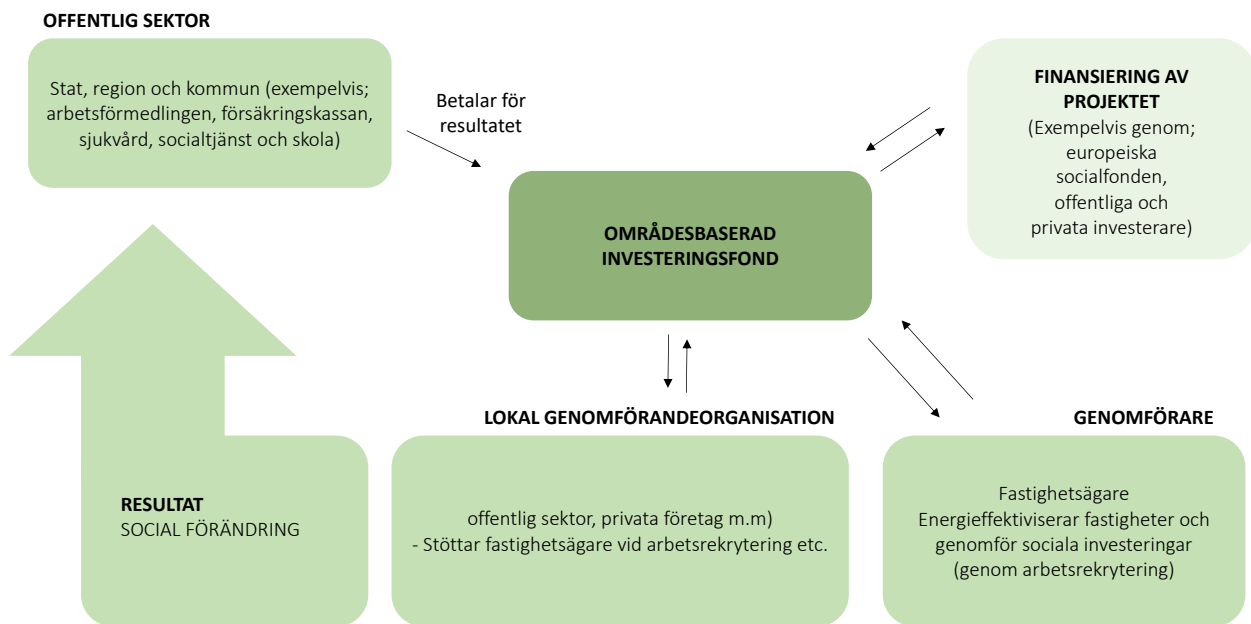 OFFENTLIG SEKTOR
Stat, region och kommun (exempelvis;
arbetsförmedlingen, försäkringskassan,
sjukvård, socialtjänst och skola)
Betalar för
resultatet
FINANSIERING AV
PROJEKTET
(Exempelvis genom;
europeiska
socialfonden,
offentliga och
privata investerare)
OMRÅDESBASERAD
INVESTERINGSFOND
LOKAL GENOMFÖRANDEORGANISATION
GENOMFÖRARE
RESULTAT
SOCIAL FÖRÄNDRING
offentlig sektor, privata företag m.m)
- Stöttar fastighetsägare vid arbetsrekrytering etc.
Fastighetsägare
Energieffektiviserar fastigheter och
genomför sociala investeringar
(genom arbetsrekrytering)